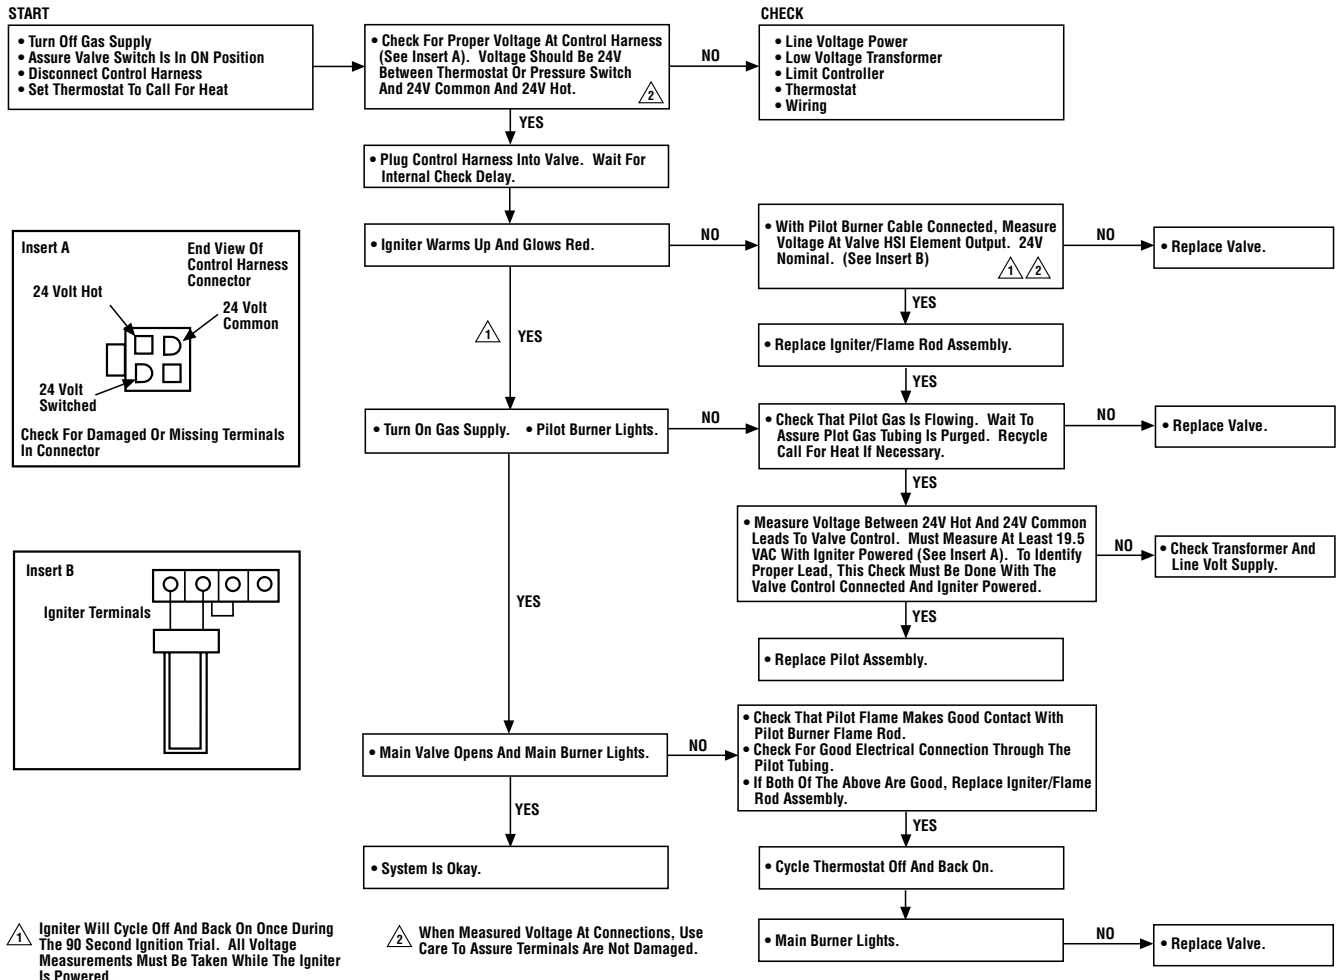 START
• Turn Off Gas Supply
• Assure Valve Switch Is In ON Position
• Disconnect Control Harness
• Set Thermostat To Call For Heat
• Check For Proper Voltage At Control Harness
(See Insert A). Voltage Should Be 24V
Between Thermostat Or Pressure Switch
And 24V Common And 24V Hot.
2
NO
CHECK
• Line Voltage Power
• Low Voltage Transformer
• Limit Controller
• Thermostat
• Wiring
YES
• Plug Control Harness Into Valve. Wait For
Internal Check Delay.
• Igniter Warms Up And Glows Red.
NO
• With Pilot Burner Cable Connected, Measure
Voltage At Valve HSI Element Output. 24V
Nominal. (See Insert B)
1 2
NO
• Replace Valve.
YES
• Replace Igniter/Flame Rod Assembly.
YES
1
YES
• Turn On Gas Supply. • Pilot Burner Lights.
NO
• Check That Pilot Gas Is Flowing. Wait To
Assure Plot Gas Tubing Is Purged. Recycle
Call For Heat If Necessary.
NO
• Replace Valve.
YES
• Measure Voltage Between 24V Hot And 24V Common
Leads To Valve Control. Must Measure At Least 19.5
VAC With Igniter Powered (See Insert A). To Identify
Proper Lead, This Check Must Be Done With The
Valve Control Connected And Igniter Powered.
NO
• Check Transformer And
Line Volt Supply.
YES
• Replace Pilot Assembly.
YES
• Main Valve Opens And Main Burner Lights.
NO
• Check That Pilot Flame Makes Good Contact With
Pilot Burner Flame Rod.
• Check For Good Electrical Connection Through The
Pilot Tubing.
• If Both Of The Above Are Good, Replace Igniter/Flame
Rod Assembly.
YES
• Cycle Thermostat Off And Back On.
• Main Burner Lights.
NO
• Replace Valve.
YES
• System Is Okay.
Insert A
End View Of
Control Harness
Connector
24 Volt Hot
24 Volt
Common
24 Volt
Switched
Check For Damaged Or Missing Terminals
In Connector
Insert B
Igniter Terminals
1 Igniter Will Cycle Off And Back On Once During
The 90 Second Ignition Trial. All Voltage
Measurements Must Be Taken While The Igniter
Is Powered
2 When Measured Voltage At Connections, Use
Care To Assure Terminals Are Not Damaged.